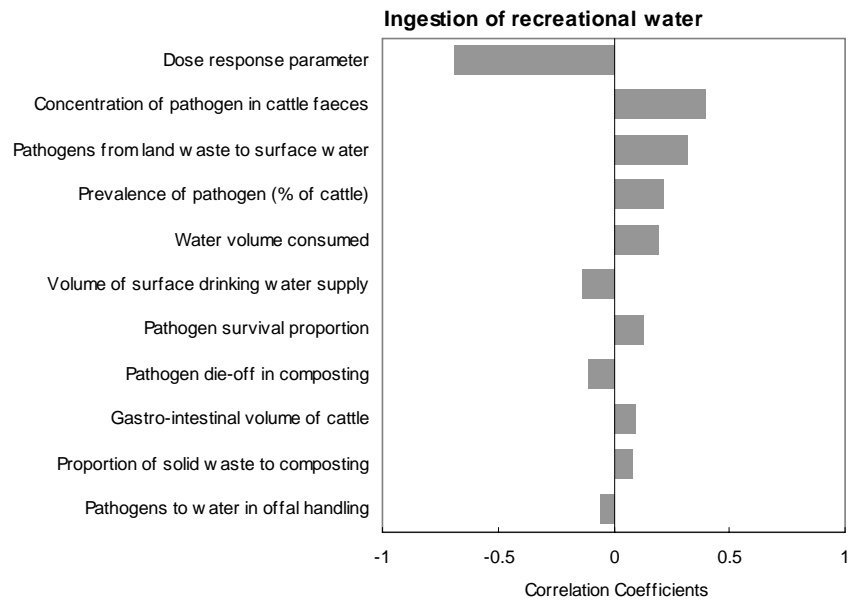 Ingestion of recreational water
Dose response parameter
Concentration of pathogen in cattle faeces
Pathogens from land waste to surface water
Prevalence of pathogen (% of cattle)
Water volume consumed
Volume of surface drinking water supply
Pathogen survival proportion
Pathogen die-off in composting
Gastro-intestinal volume of cattle
Proportion of solid waste to composting
Pathogens to water in offal handling
-1 -0.5 0 0.5 1
Correlation Coefficients